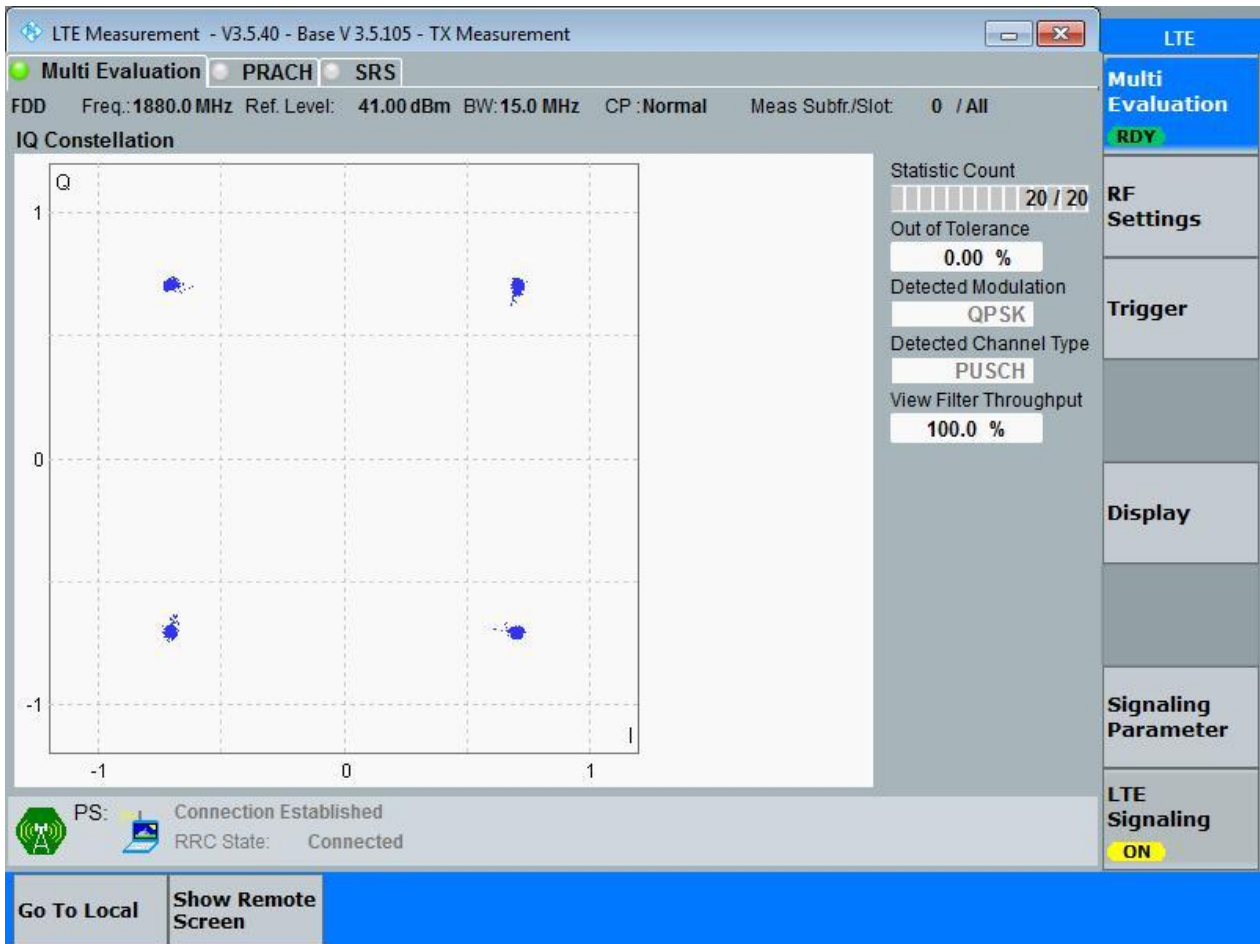 LTE Measurement - V3.5.40 - Base V 3.5.105 - TX Measurement
LTE
Multi Evaluation PRACH SRS
Multi
Evaluation
RDY
FDD Freq.: 1880.0 MHz Ref. Level: 41.00 dBm BW: 15.0 MHz CP : Normal Meas Subfr./Slot: 0 / All
IQ Constellation
Q
1
0
-1
I
-1 0 1
Statistic Count
20 / 20
Out of Tolerance
0.00 %
Detected Modulation
QPSK
Detected Channel Type
PUSCH
View Filter Throughput
100.0 %
RF
Settings
Trigger
Display
Signaling
Parameter
LTE
Signaling
ON
PS: Connection Established
RRC State: Connected
Go To Local
Show Remote
Screen